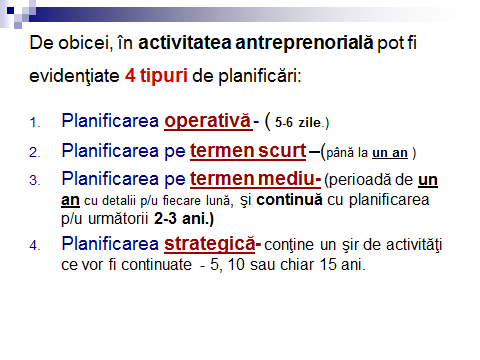 De obicei, în activitatea antreprenorială pot fi
evidenţiate 4 tipuri de planificări:
1. Planificarea operativă - ( 5-6 zile.)
2. Planificarea pe termen scurt –(până la un an )
3. Planificarea pe termen mediu- (perioadă de un
an cu detalii p/u fiecare lună, şi continuă cu planificarea
p/u următorii 2-3 ani.)
4. Planificarea strategică- conţine un şir de activităţi
ce vor fi continuate - 5, 10 sau chiar 15 ani.